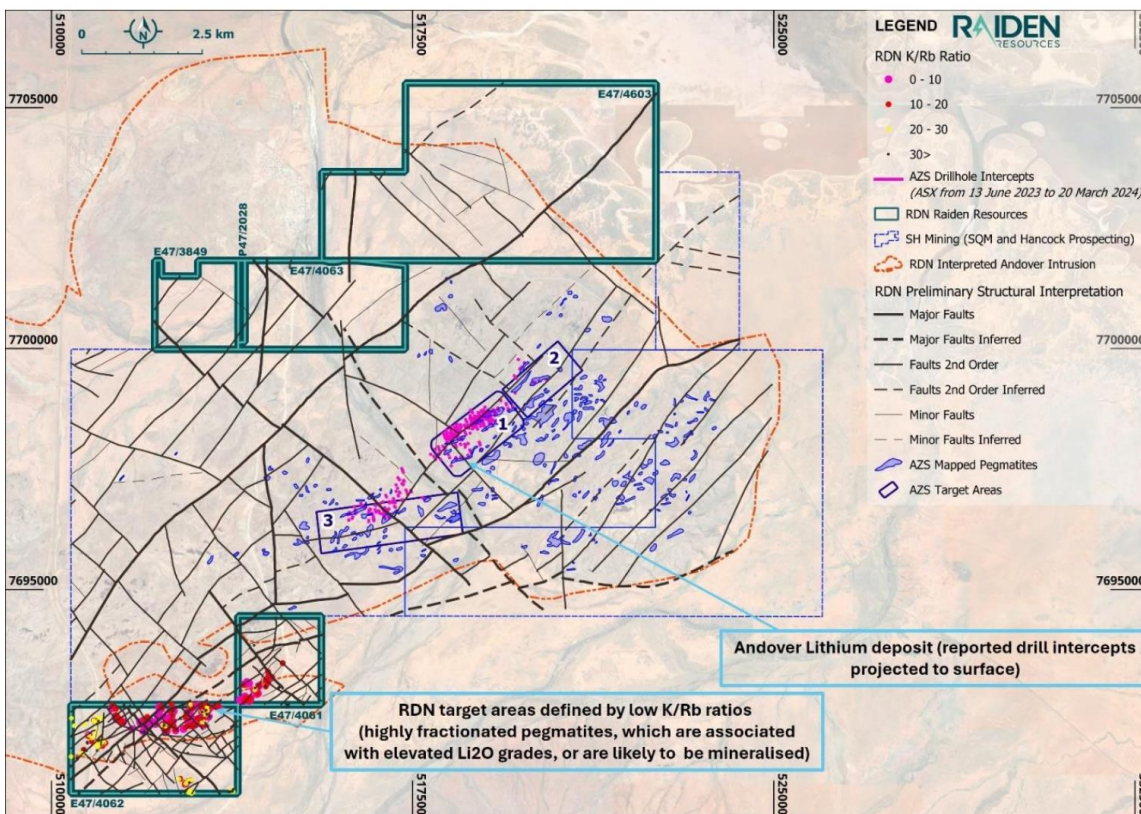 510000
517500
525000
0 2.5 km
7705000
7705000
E47/4603
P47/2028
E47/3849
E47/4063
7700000
7700000
2
1
3
7695000
7695000
E47/4061
E47/4062
510000
517500
525000
LEGEND
RAIDEN
RESOURCES
RDN K/Rb Ratio
0 - 10
10 - 20
20 - 30
30>
AZS Drillhole Intercepts
(ASX from 13 June 2023 to 20 March 2024)
RDN Raiden Resources
SH Mining (SQM and Hancock Prospecting)
RDN Interpreted Andover Intrusion
RDN Preliminary Structural Interpretation
Major Faults
Major Faults Inferred
Faults 2nd Order
Faults 2nd Order Inferred
Minor Faults
Minor Faults Inferred
AZS Mapped Pegmatites
AZS Target Areas
Andover Lithium deposit (reported drill intercepts
projected to surface)
RDN target areas defined by low K/Rb ratios
(highly fractionated pegmatites, which are associated
with elevated Li2O grades, or are likely to be mineralised)